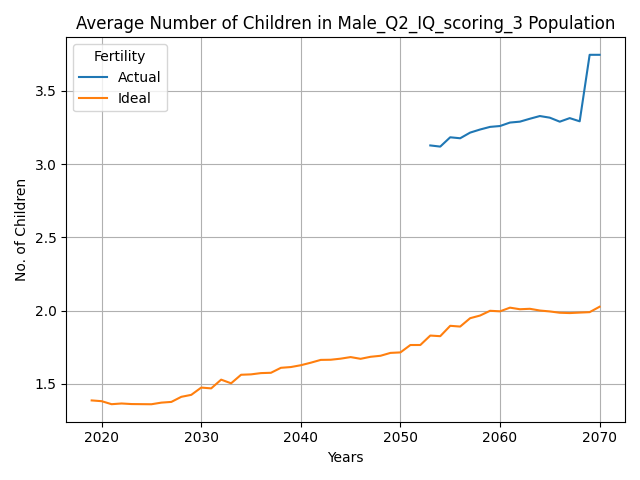 Average Number of Children in Male_Q2_IQ_scoring_3 Population
Fertility
Actual
Ideal
3.5
3.0
2.5
2.0
1.5
No. of Children
2020 2030 2040 2050 2060 2070
Years